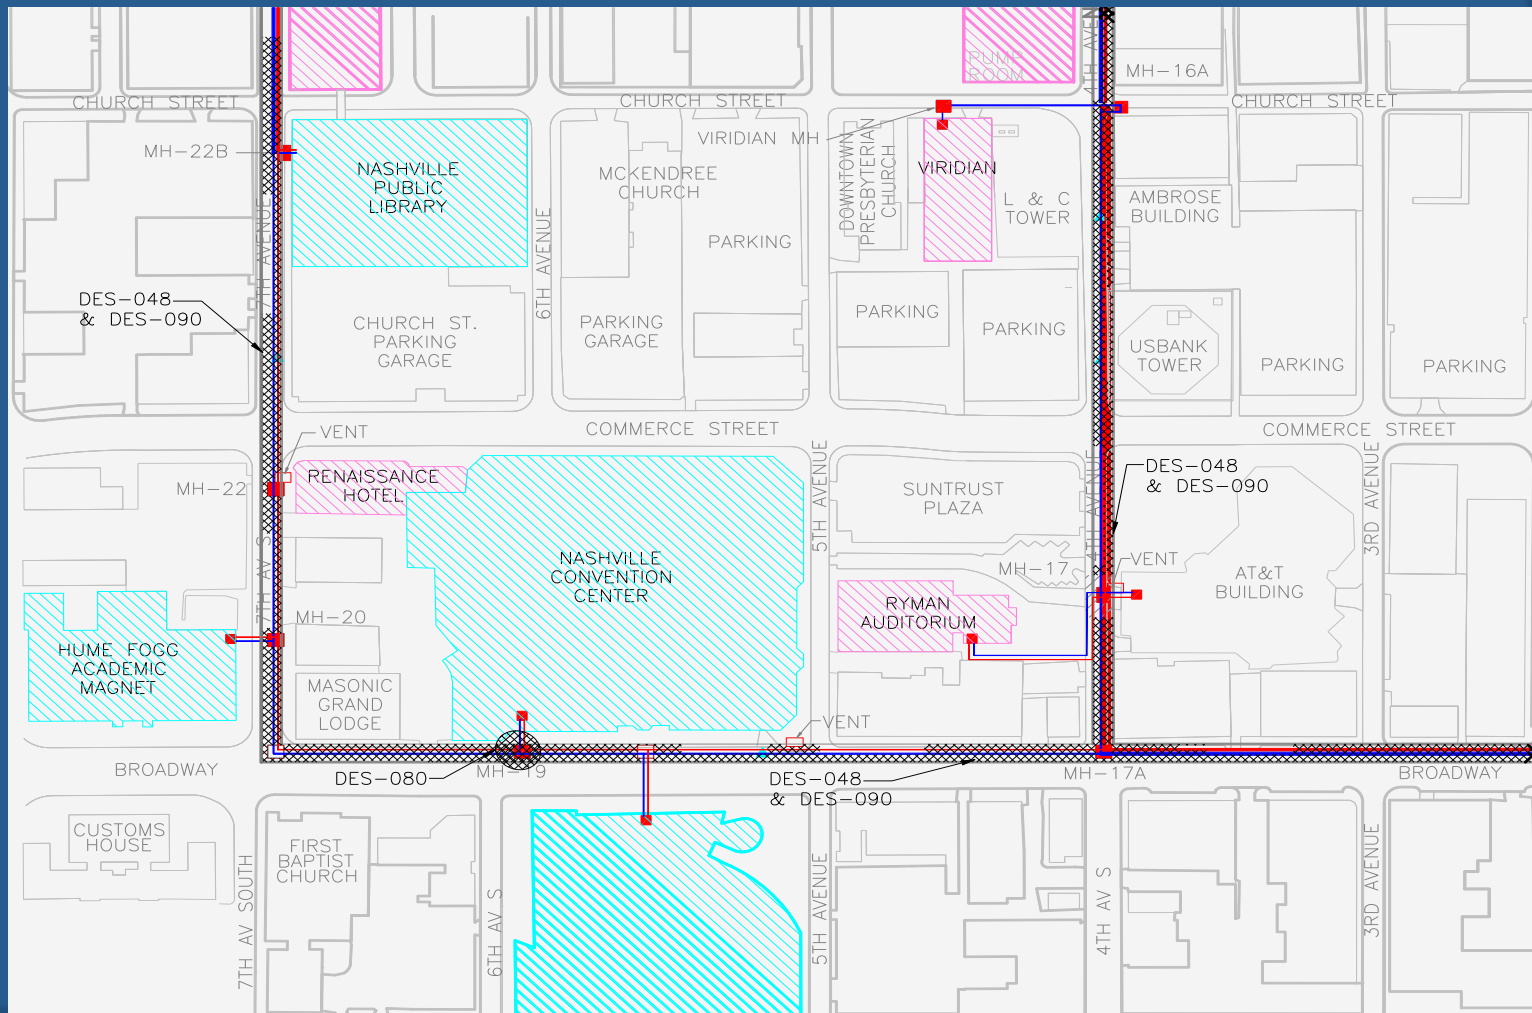 PUMP
ROOM
4TH AVEN
MH-16A
CHURCH STREET
CHURCH STREET
CHURCH STREET
MH-22B
VIRIDIAN MH
NASHVILLE
PUBLIC
LIBRARY
MCKENDREE
CHURCH
DOWNTOWN
PRESBYTERIAN
CHURCH
VIRIDIAN
L & C
TOWER
AMBROSE
BUILDING
7TH AVENUE
6TH AVENUE
PARKING
DES-048
& DES-090
CHURCH ST.
PARKING
GARAGE
PARKING
GARAGE
PARKING
PARKING
USBANK
TOWER
PARKING
PARKING
VENT
COMMERCE STREET
COMMERCE STREET
MH-22
RENAISSANCE
HOTEL
5TH AVENUE
SUNTRUST
PLAZA
4TH AVENUE
DES-048
& DES-090
3RD AVENUE
7TH AV S
NASHVILLE
CONVENTION
CENTER
MH-17
VENT
AT&T
BUILDING
MH-20
RYMAN
AUDITORIUM
HUME FOGG
ACADEMIC
MAGNET
MASONIC
GRAND
LODGE
VENT
BROADWAY
DES-080
MH-19
DES-048
& DES-090
MH-17A
BROADWAY
CUSTOMS
HOUSE
FIRST
BAPTIST
CHURCH
7TH AV SOUTH
6TH AV S
5TH AVENUE
4TH AV S
3RD AVENUE